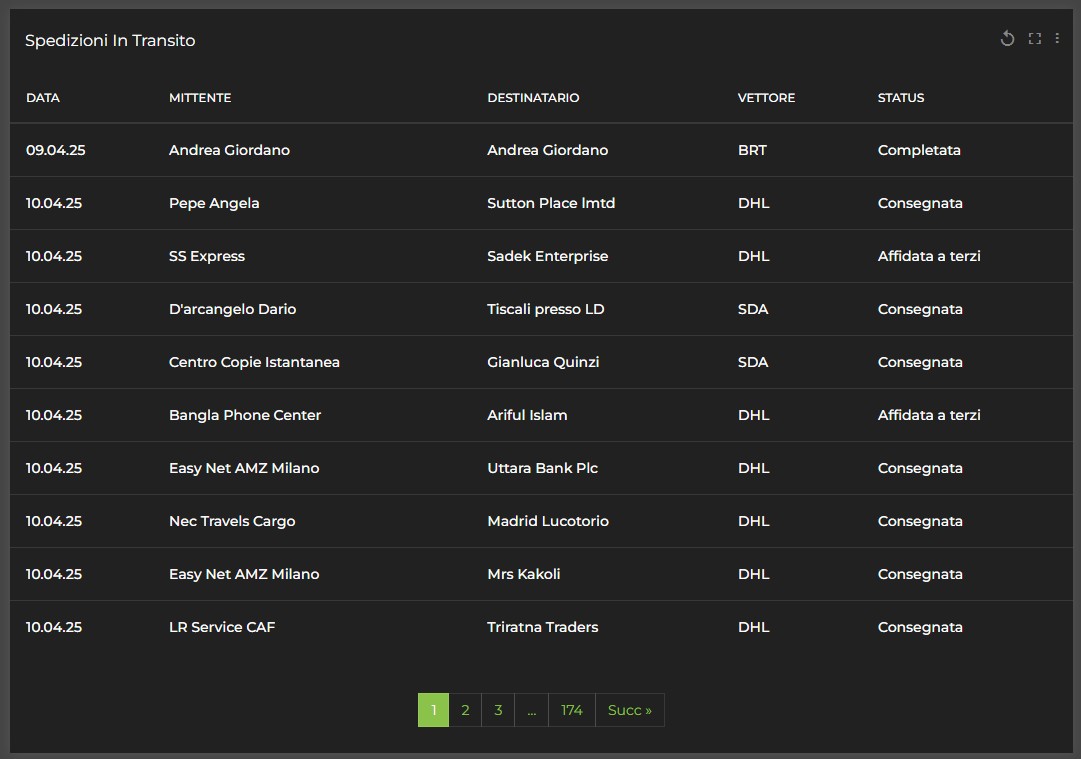 Spedizioni In Transito
DATA MITTENTE DESTINATARIO VETTORE STATUS
09.04.25 Andrea Giordano Andrea Giordano BRT Completata
10.04.25 Pepe Angela Sutton Place lmtd DHL Consegnata
10.04.25 SS Express Sadek Enterprise DHL Affidata a terzi
10.04.25 D'arcangelo Dario Tiscali presso LD SDA Consegnata
10.04.25 Centro Copie Istantanea Gianluca Quinzi SDA Consegnata
10.04.25 Bangla Phone Center Ariful Islam DHL Affidata a terzi
10.04.25 Easy Net AMZ Milano Uttara Bank Plc DHL Consegnata
10.04.25 Nec Travels Cargo Madrid Lucotorio DHL Consegnata
10.04.25 Easy Net AMZ Milano Mrs Kakoli DHL Consegnata
10.04.25 LR Service CAF Triratna Traders DHL Consegnata
1 2 3 ... 174 Succ »